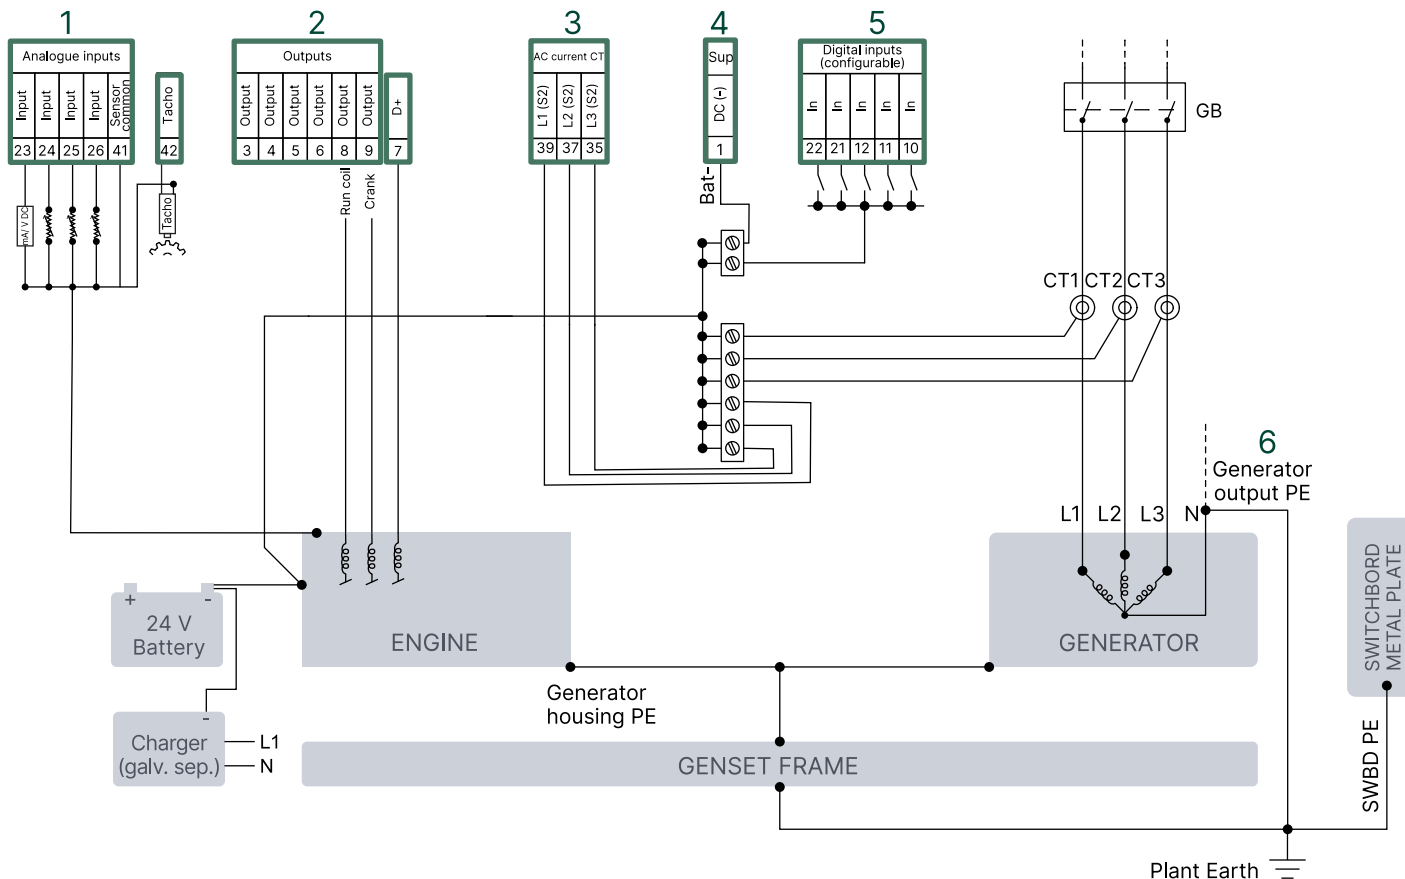 1
2
3
4
5
Analogue inputs
Input
Input
Input
Input
Sensor
common
23
24
25
26
41
Tacho
42
Outputs
Output
Output
Output
Output
Output
Output
3
4
5
6
8
9
D+
7
AC current CT
L1 (S2)
L2 (S2)
L3 (S2)
39
37
35
Sup
DC (-)
1
Digital inputs
(configurable)
In
In
In
In
In
22
21
12
11
10
GB
mA/ V DC
Tacho
Run coil
Crank
Bat-
CT1
CT2
CT3
6
Generator
output PE
L1
L2
L3
N
+
-
24 V
Battery
ENGINE
GENERATOR
SWITCHBORD
METAL PLATE
Generator
housing PE
-
Charger
(galv. sep.)
L1
N
GENSET FRAME
SWBD PE
Plant Earth